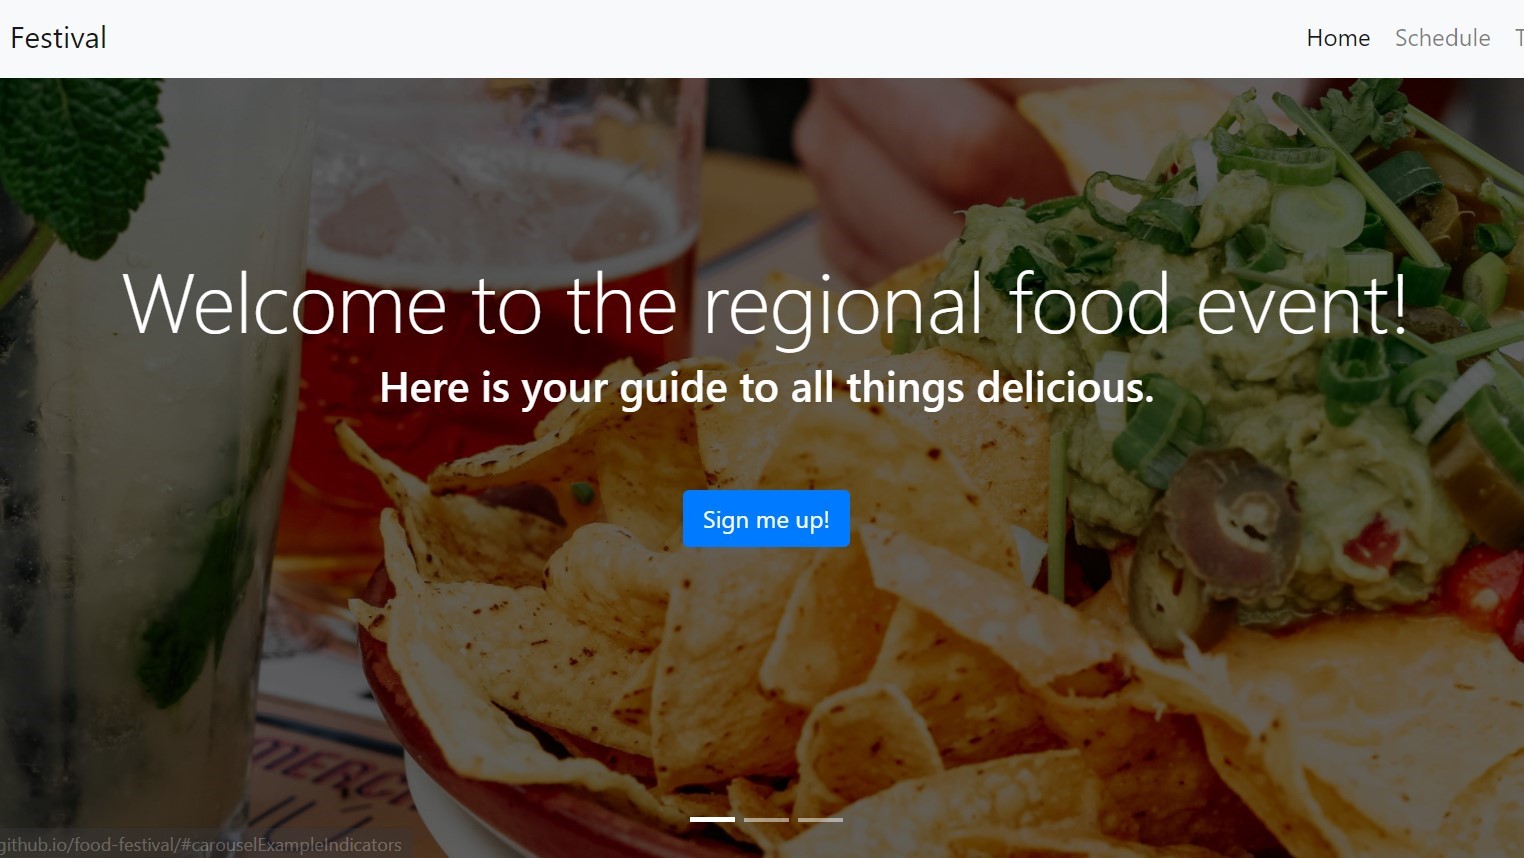 Festival
Home Schedule
Welcome to the regional food event!
Here is your guide to all things delicious.
Sign me up!
github.io/food-festival/#carouselExampleIndicators